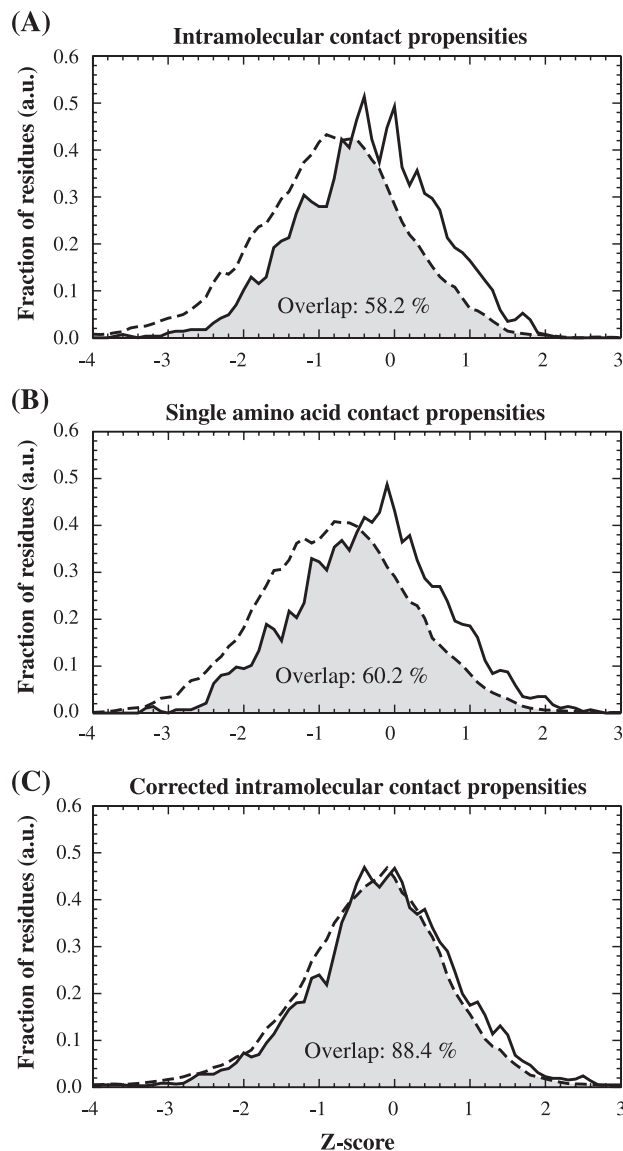 (A)
Intramolecular contact propensities
Fraction of residues (a.u.)
0.6
0.5
0.4
0.3
0.2
0.1
0.0
Overlap: 58.2 %
-4 -3 -2 -1 0 1 2 3
(B)
Single amino acid contact propensities
Fraction of residues (a.u.)
0.6
0.5
0.4
0.3
0.2
0.1
0.0
Overlap: 60.2 %
-4 -3 -2 -1 0 1 2 3
(C)
Corrected intramolecular contact propensities
Fraction of residues (a.u.)
0.6
0.5
0.4
0.3
0.2
0.1
0.0
Overlap: 88.4 %
-4 -3 -2 -1 0 1 2 3
Z-score